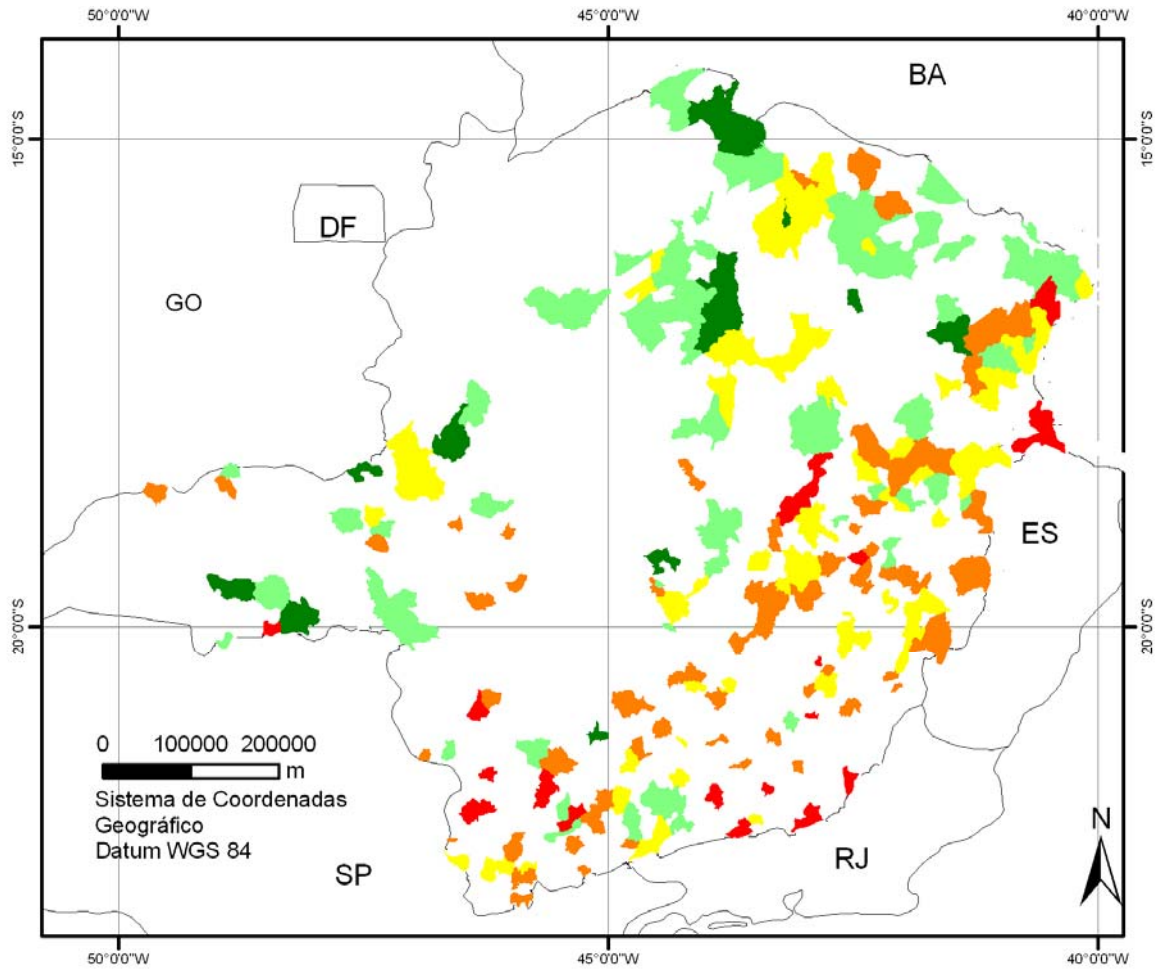 50°0'0"W 45°0'0"W 40°0'0"W
BA
15°0'0"S 15°0'0"S
DF
GO
ES
20°0'0"S 20°0'0"S
0 100000 200000
m
Sistema de Coordenadas
Geográfico
Datum WGS 84
N
SP
RJ
50°0'0"W 45°0'0"W 40°0'0"W